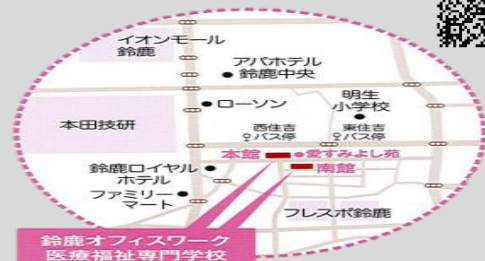 イオンモール
鈴鹿
アパホテル
鈴鹿中央
ローソン
明生
小学校
本田技研
西住吉
バス停
東住吉
バス停
本館
愛すみよし苑
南館
鈴鹿ロイヤル
ホテル
ファミリー
マート
フレスポ鈴鹿
鈴鹿オフィスワーク
医療福祉専門学校